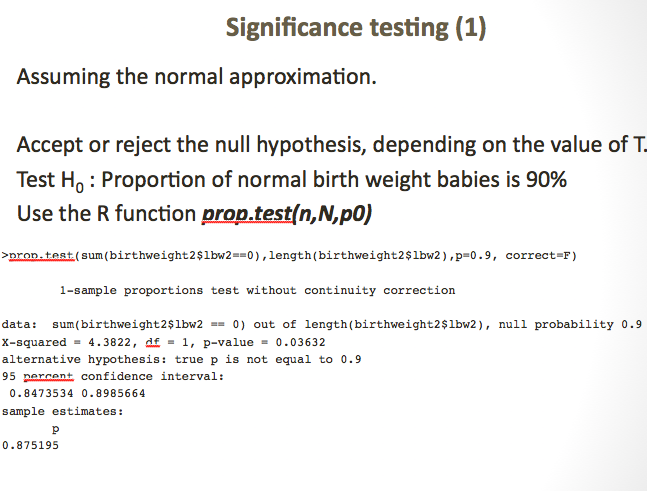 Significance testing (1)
Assuming the normal approximation.
Accept or reject the null hypothesis, depending on the value of T.
Test H₀ : Proportion of normal birth weight babies is 90%
Use the R function prop.test(n,N,p0)
>prop.test(sum(birthweight2$lbw2==0),length(birthweight2$lbw2),p=0.9, correct=F)
1-sample proportions test without continuity correction
data:  sum(birthweight2$lbw2 == 0) out of length(birthweight2$lbw2), null probability 0.9
X-squared = 4.3822, df = 1, p-value = 0.03632
alternative hypothesis: true p is not equal to 0.9
95 percent confidence interval:
0.8473534 0.8985664
sample estimates:
p
0.875195